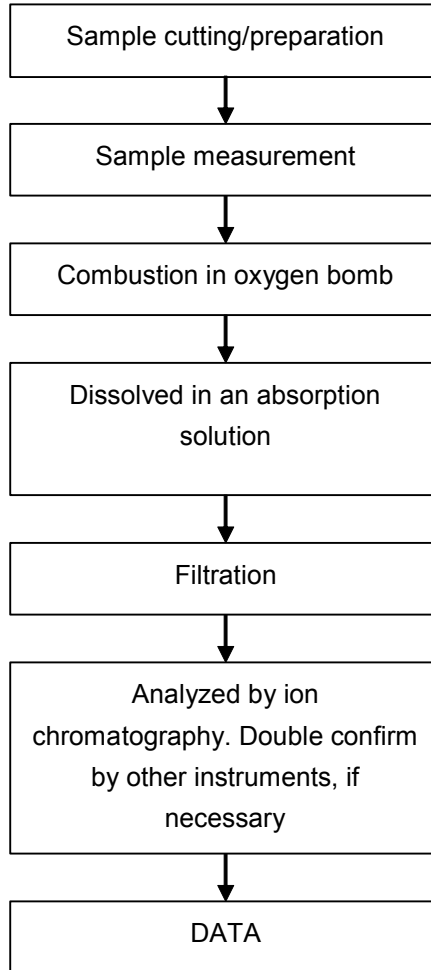 Sample cutting/preparation
Sample measurement
Combustion in oxygen bomb
Dissolved in an absorption
solution
Filtration
Analyzed by ion
chromatography. Double confirm
by other instruments, if
necessary
DATA